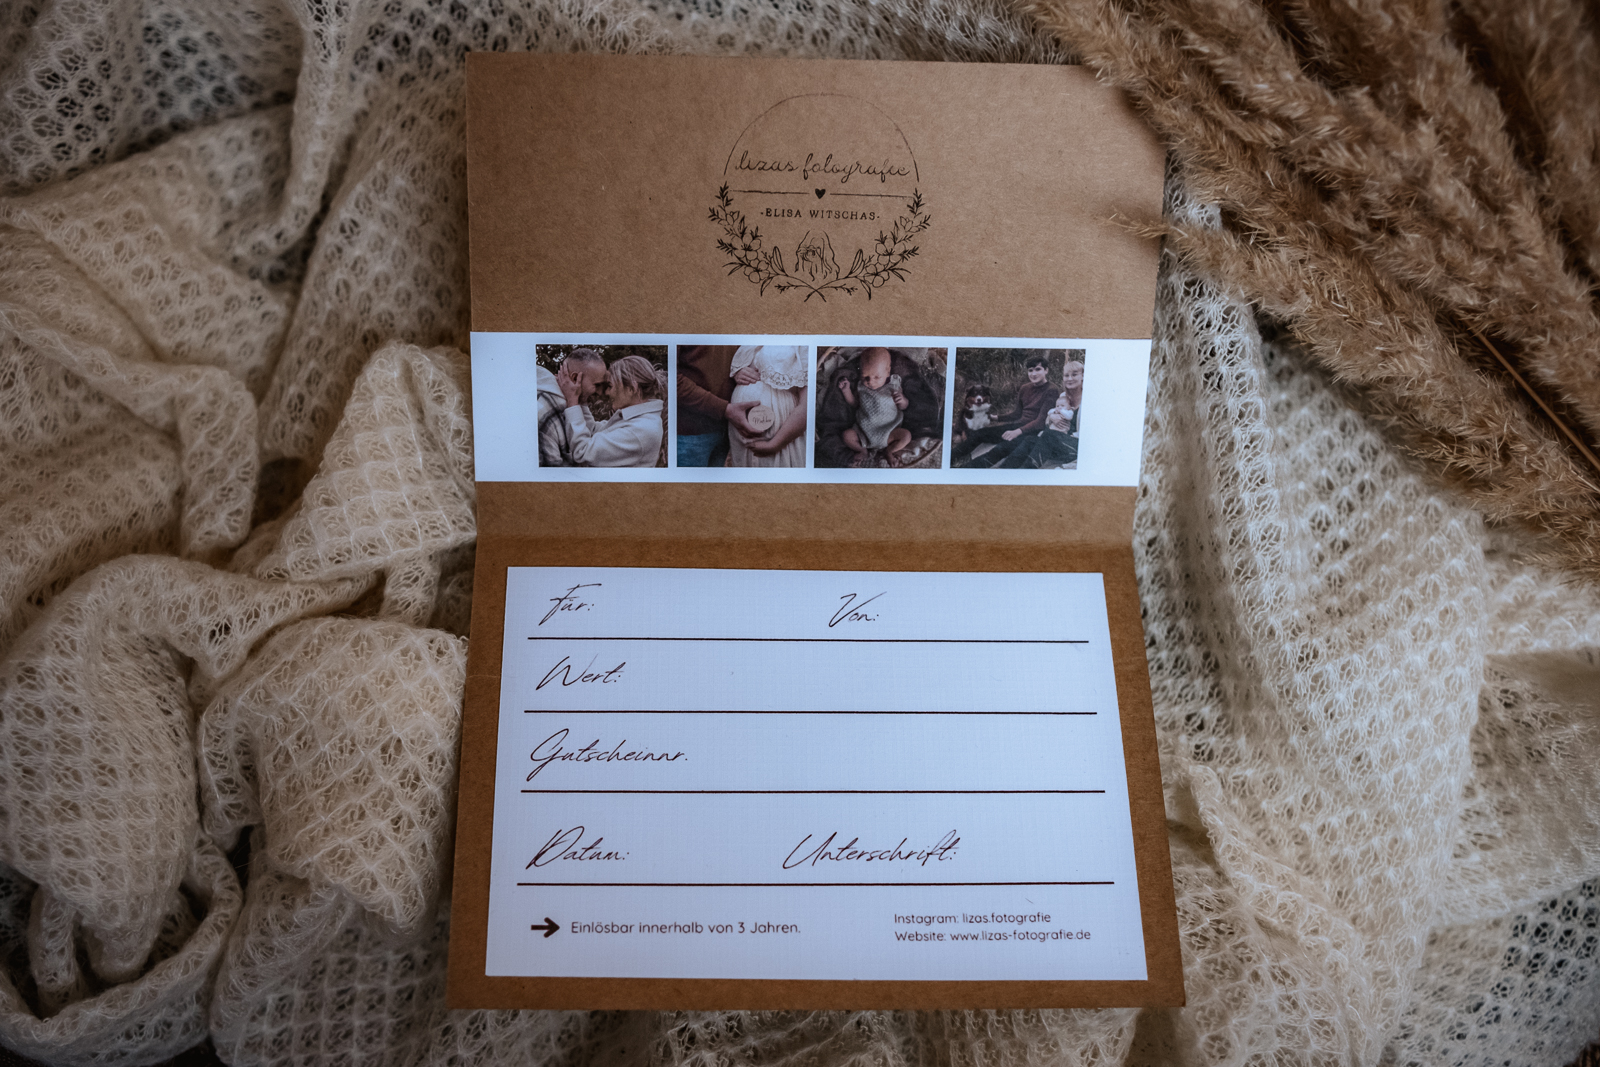 lizas fotografie
-ELISA WITSCHAS-
Für: Von:
Wert:
Gutscheinnr.
Datum: Unterschrift:
→ Einlösbar innerhalb von 3 Jahren.
Instagram: lizas.fotografie
Website: www.lizas-fotografie.de